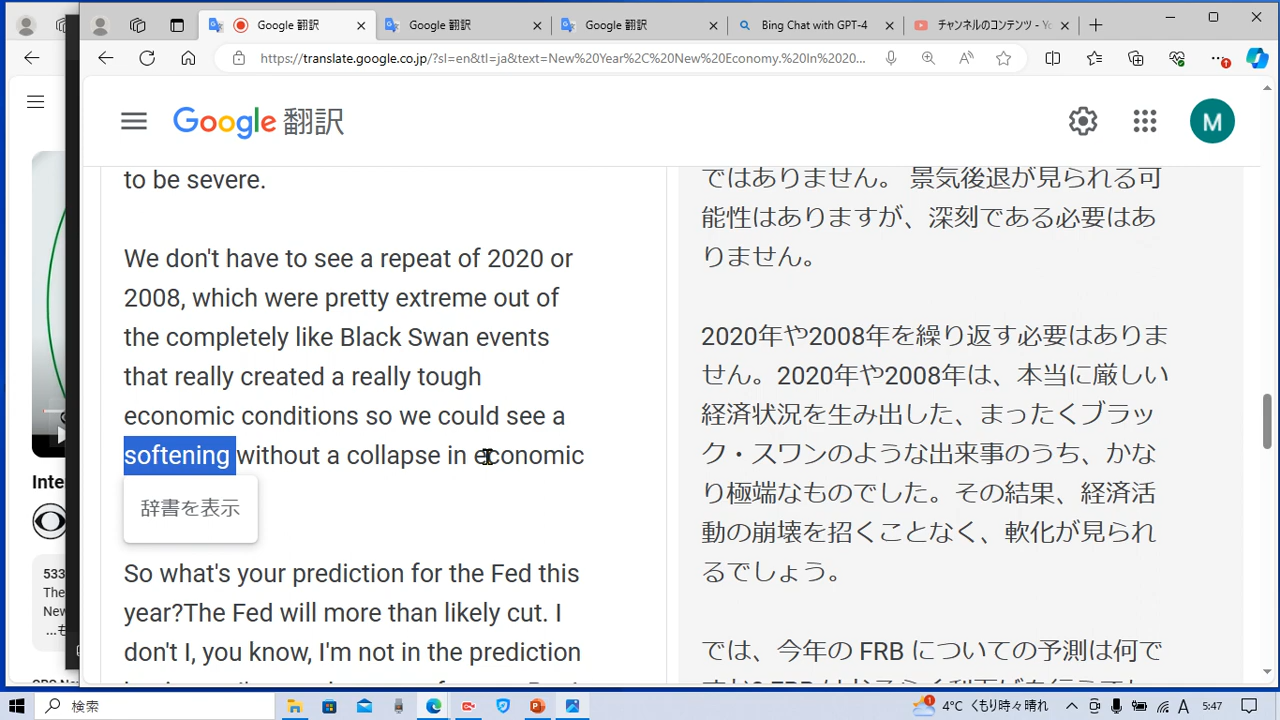 Google 翻訳
Google 翻訳
Google 翻訳
Bing Chat with GPT-4
チャンネルのコンテンツ - Yo
https://translate.google.co.jp/?sl=en&tl=ja&text=New%20Year%2C%20New%20Economy.%20In%2020...
Google 翻訳
M
to be severe.
We don't have to see a repeat of 2020 or
2008, which were pretty extreme out of
the completely like Black Swan events
that really created a really tough
economic conditions so we could see a
softening without a collapse in economic
辞書を表示
So what's your prediction for the Fed this
year?The Fed will more than likely cut. I
don't I, you know, I'm not in the prediction
ではありません。 景気後退が見られる可
能性はありますが、深刻である必要はあ
りません。
2020年や2008年を繰り返す必要はありま
せん。2020年や2008年は、本当に厳しい
経済状況を生み出した、まったくブラッ
ク・スワンのような出来事のうち、かな
り極端なものでした。その結果、経済活
動の崩壊を招くことなく、軟化が見られ
るでしょう。
では、今年の FRB についての予測は何で
Inte
533
The
New
...も
検索
1
4°C くもり時々晴れ
A
5:47